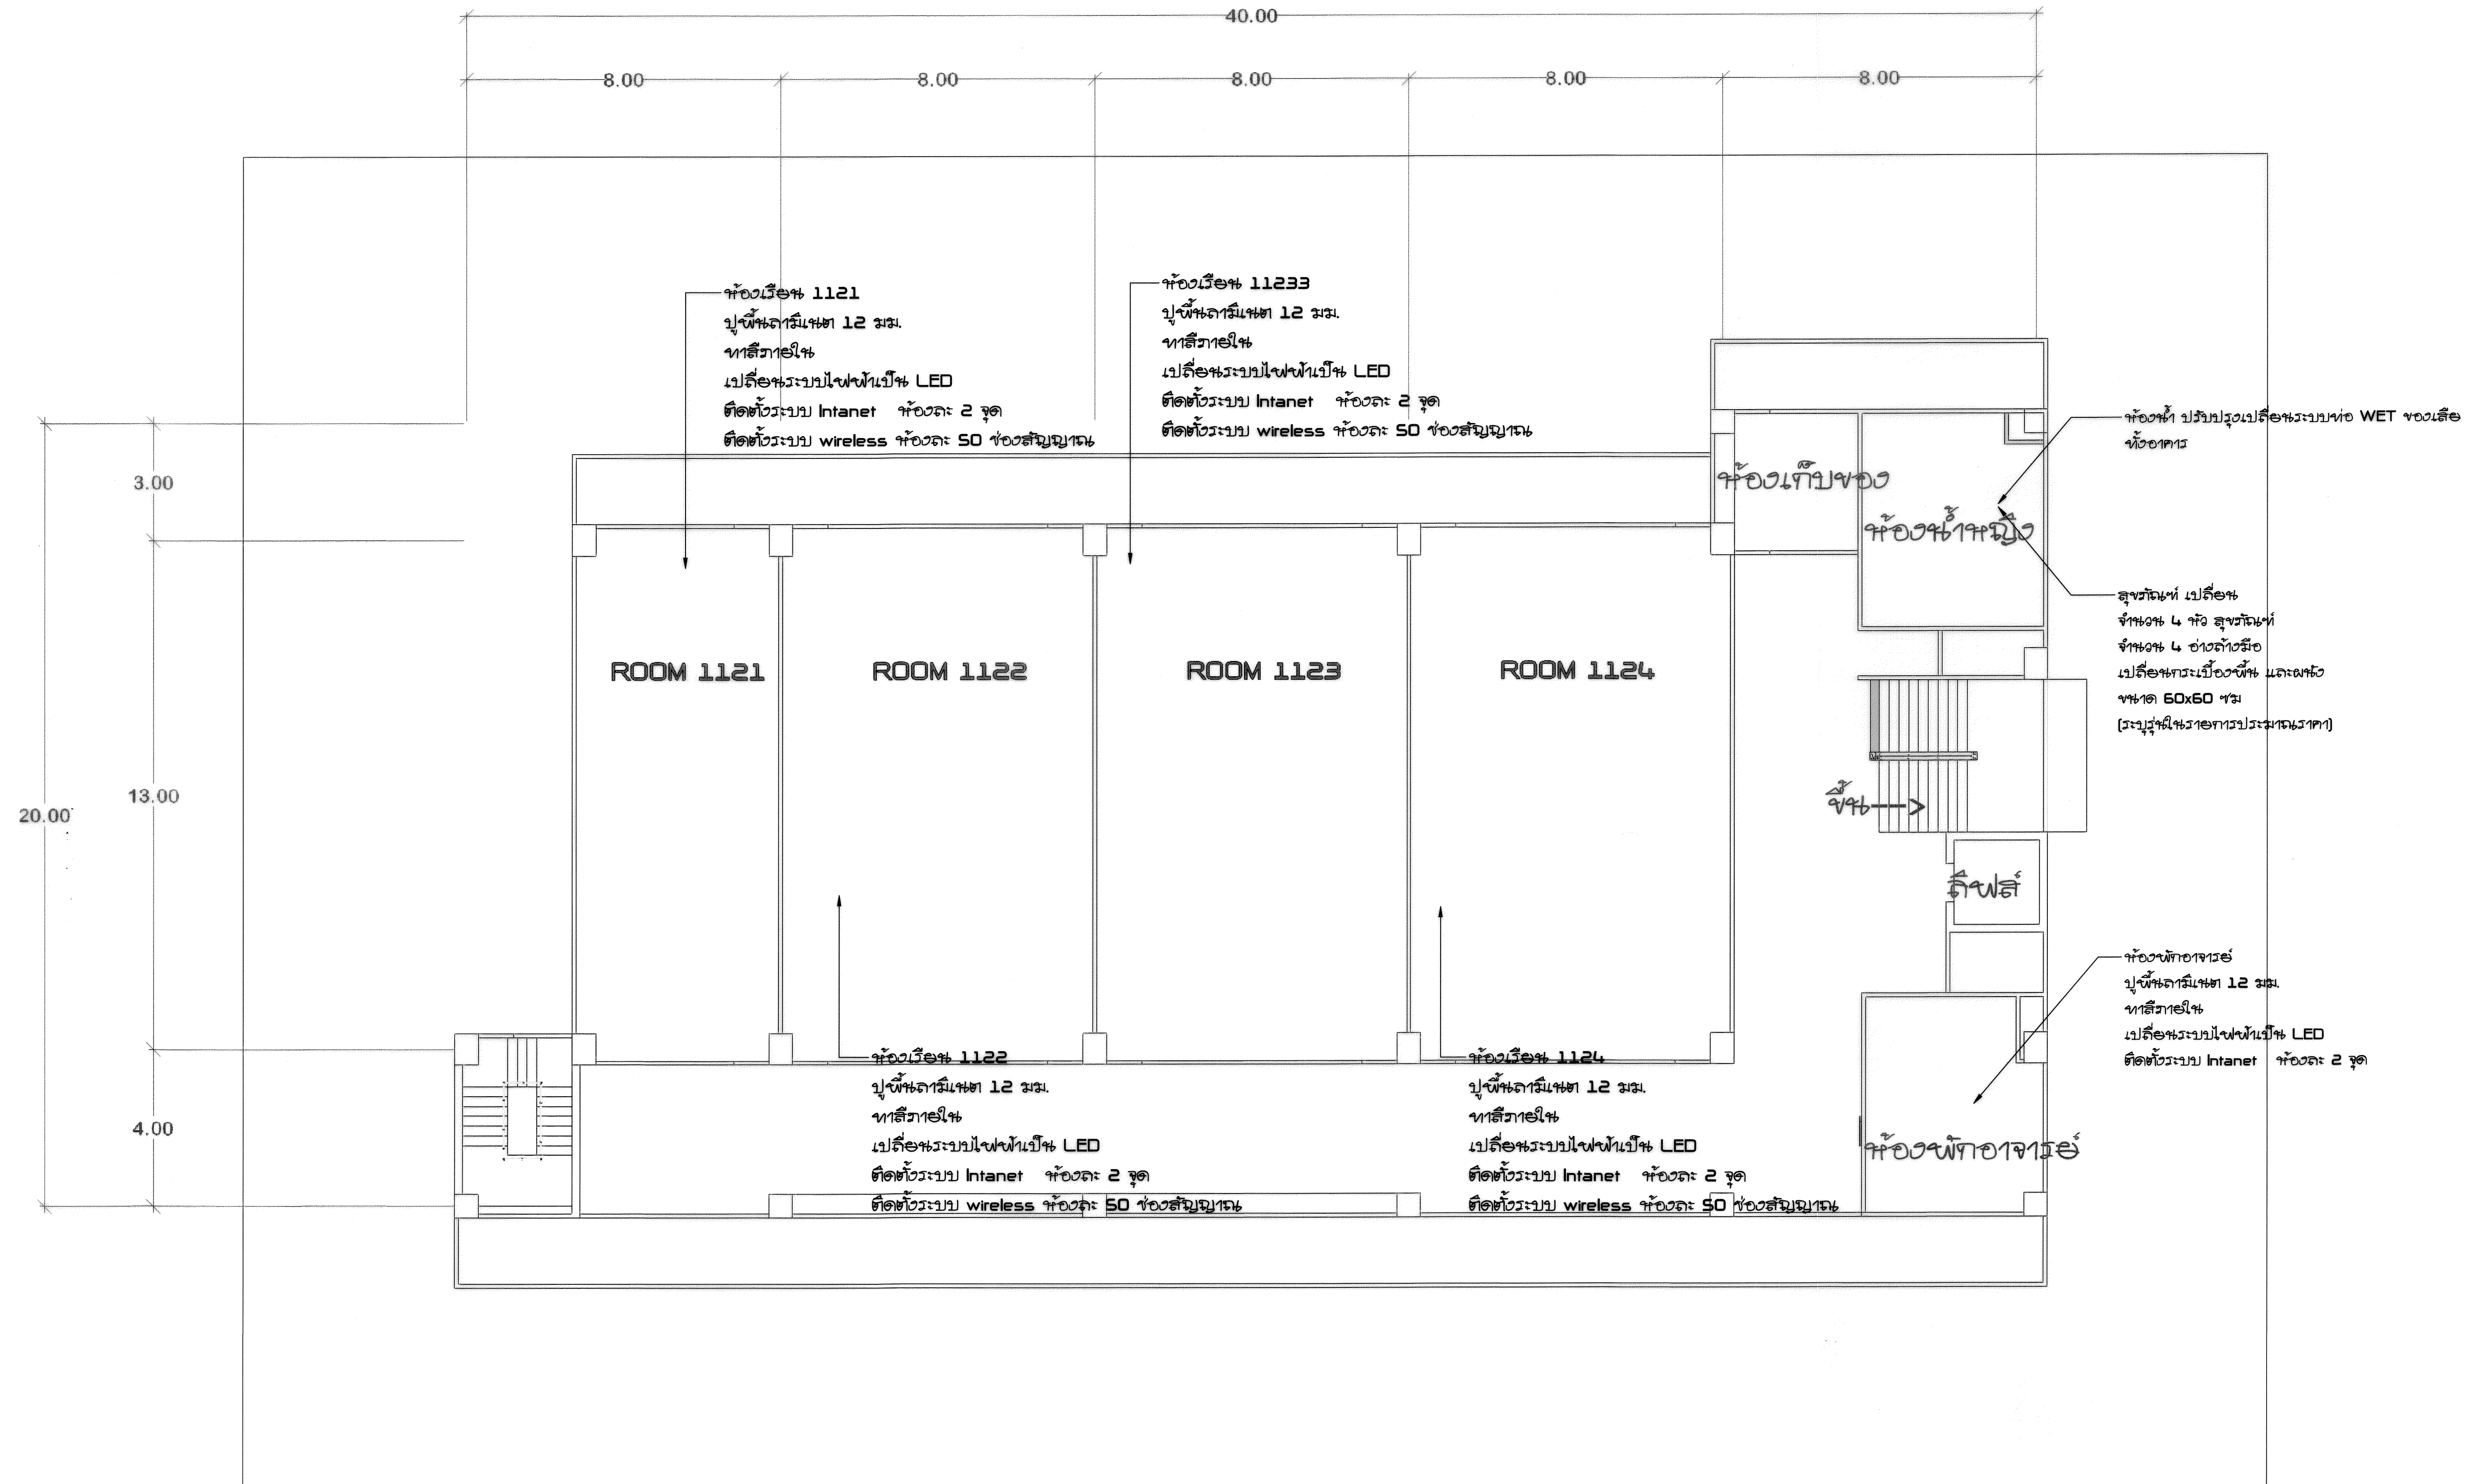 40.00
8.00 8.00 8.00 8.00 8.00
ห้องเรียน 1121
ปูพื้นลามิเนต 12 มม.
ทาสีภายใน
เปลี่ยนระบบไฟฟ้าเป็น LED
ติดตั้งระบบ Intanet ห้องละ 2 จุด
ติดตั้งระบบ wireless ห้องละ 50 ช่องสัญญาณ
ห้องเรียน 11233
ปูพื้นลามิเนต 12 มม.
ทาสีภายใน
เปลี่ยนระบบไฟฟ้าเป็น LED
ติดตั้งระบบ Intanet ห้องละ 2 จุด
ติดตั้งระบบ wireless ห้องละ 50 ช่องสัญญาณ
ห้องน้ำ ปรับปรุงเปลี่ยนระบบท่อ WET ของเสีย
ทั้งอาคาร
3.00
13.00
20.00
4.00
ห้องเก็บของ
ห้องน้ำหญิง
สุขภัณฑ์ เปลี่ยน
จำนวน 4 หัว สุขภัณฑ์
จำนวน 4 อ่างล้างมือ
เปลี่ยนกระเบื้องพื้น และผนัง
ขนาด 60x60 ซม
(ระบุรุ่นในรายการประมาณราคา)
ROOM 1121
ROOM 1122
ROOM 1123
ROOM 1124
ขึ้น
ลิฟส์
ห้องพักอาจารย์
ปูพื้นลามิเนต 12 มม.
ทาสีภายใน
เปลี่ยนระบบไฟฟ้าเป็น LED
ติดตั้งระบบ Intanet ห้องละ 2 จุด
ห้องเรียน 1122
ปูพื้นลามิเนต 12 มม.
ทาสีภายใน
เปลี่ยนระบบไฟฟ้าเป็น LED
ติดตั้งระบบ Intanet ห้องละ 2 จุด
ติดตั้งระบบ wireless ห้องละ 50 ช่องสัญญาณ
ห้องเรียน 1124
ปูพื้นลามิเนต 12 มม.
ทาสีภายใน
เปลี่ยนระบบไฟฟ้าเป็น LED
ติดตั้งระบบ Intanet ห้องละ 2 จุด
ติดตั้งระบบ wireless ห้องละ 50 ช่องสัญญาณ
ห้องพักอาจารย์